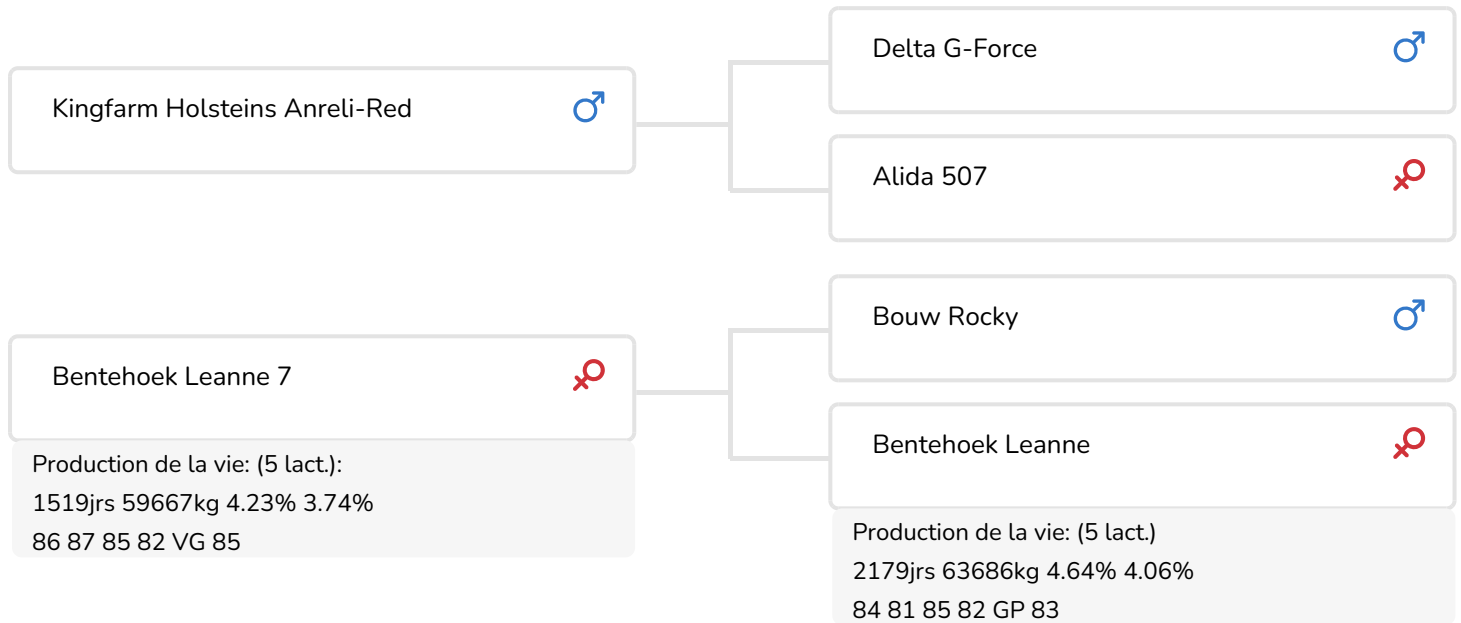 Delta G-Force
Kingfarm Holsteins Anreli-Red
Alida 507
Bouw Rocky
Bentehoek Leanne 7
Production de la vie: (5 lact.):
1519jrs 59667kg 4.23% 3.74%
86 87 85 82 VG 85
Bentehoek Leanne
Production de la vie: (5 lact.)
2179jrs 63686kg 4.64% 4.06%
84 81 85 82 GP 83